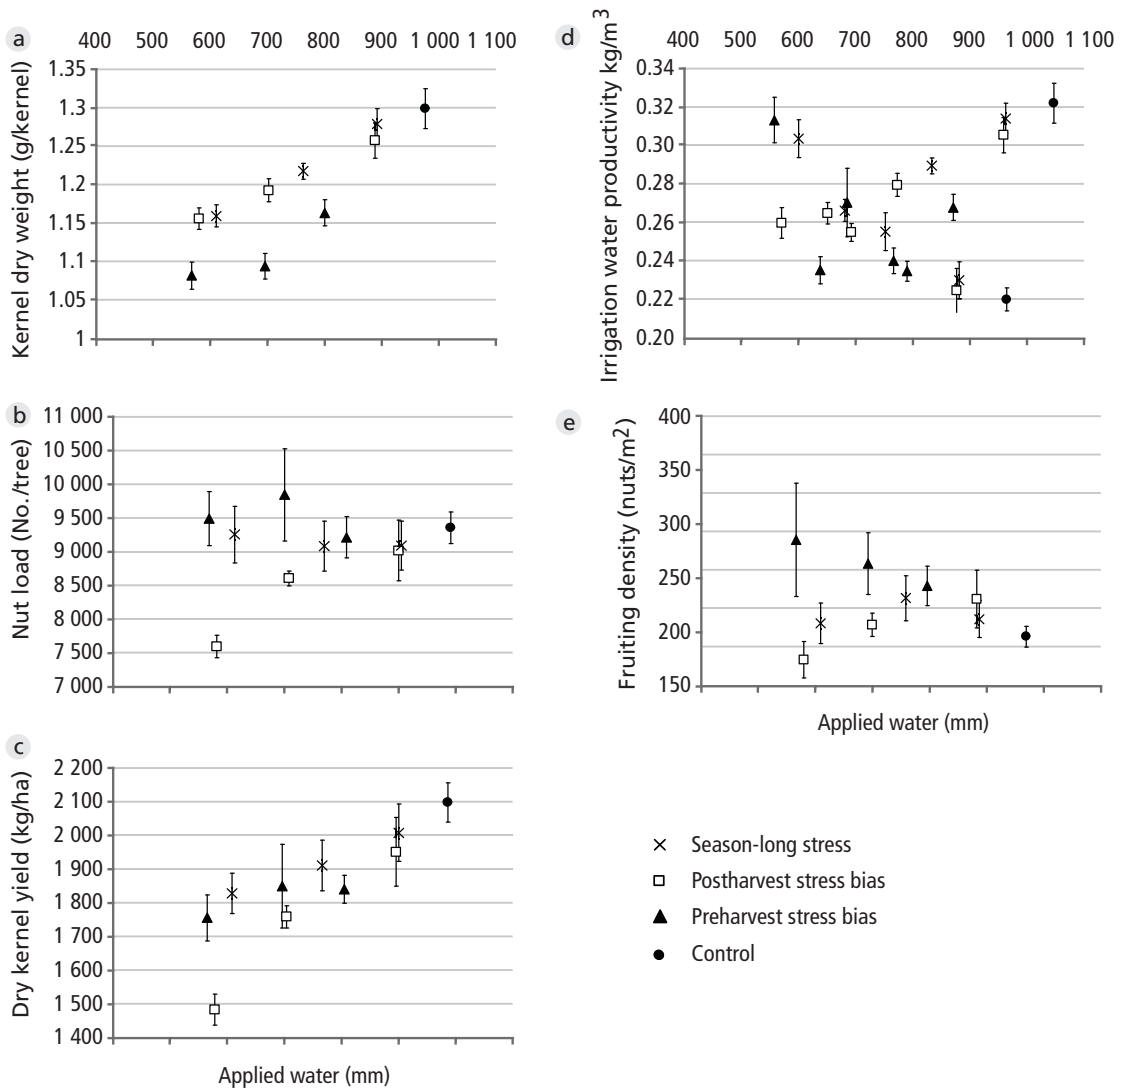 a
400 500 600 700 800 900 1 000 1 100
Kernel dry weight (g/kernel)
1.35
1.3
1.25
1.2
1.15
1.1
1.05
1
b
Nut load (No./tree)
11 000
10 500
10 000
9 500
9 000
8 500
8 000
7 500
7 000
c
Dry kernel yield (kg/ha)
2 200
2 100
2 000
1 900
1 800
1 700
1 600
1 500
1 400
Applied water (mm)
d
400 500 600 700 800 900 1 000 1 100
Irrigation water productivity kg/m³
0.34
0.32
0.30
0.28
0.26
0.24
0.22
0.20
e
Fruiting density (nuts/m²)
400
350
300
250
200
150
Applied water (mm)
Season-long stress
Postharvest stress bias
Preharvest stress bias
Control